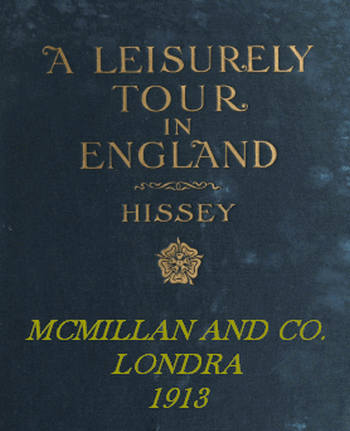 A LEISURELY
TOUR
IN
ENGLAND
HISSEY
MCMILLAN AND CO.
LONDRA
1913